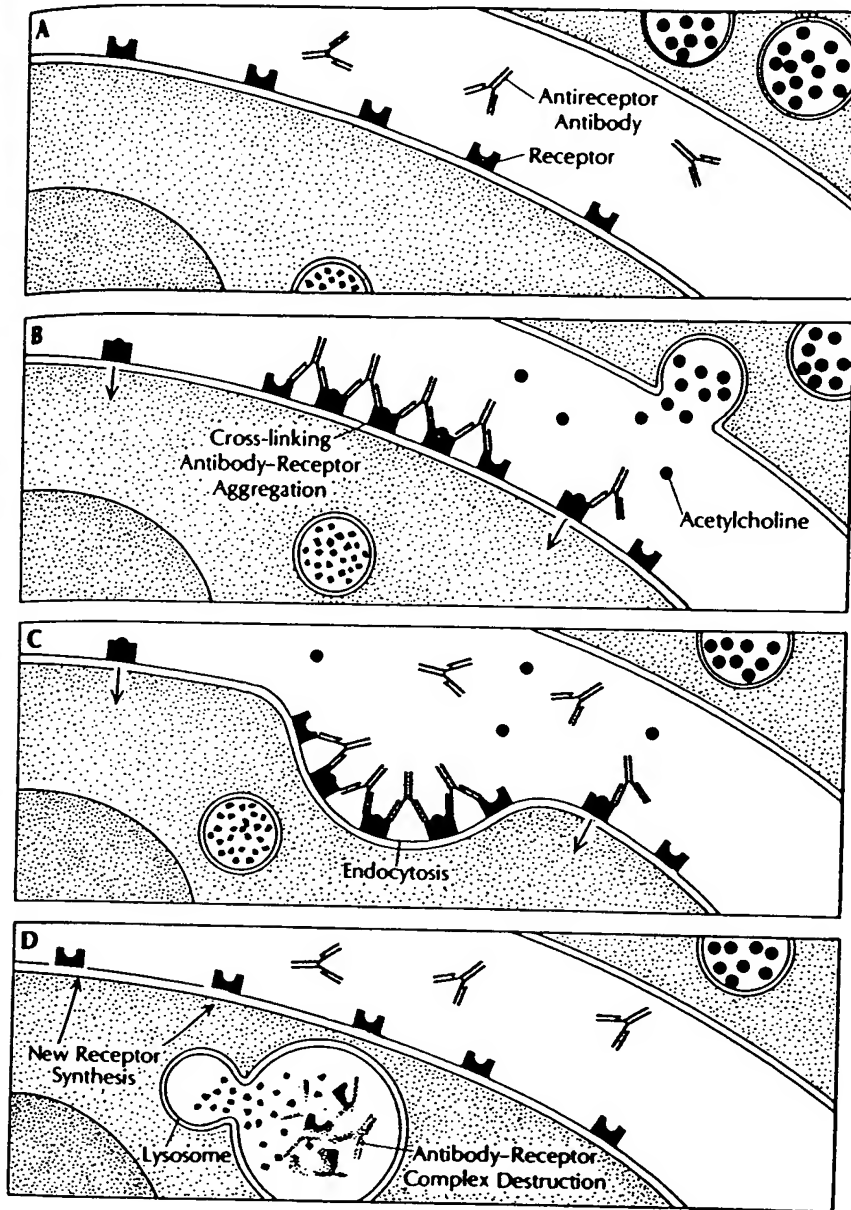 A
Antireceptor
Antibody
Receptor
B
Cross-linking
Antibody-Receptor
Aggregation
Acetylcholine
C
Endocytosis
D
New Receptor
Synthesis
Lysosome
Antibody-Receptor
Complex Destruction